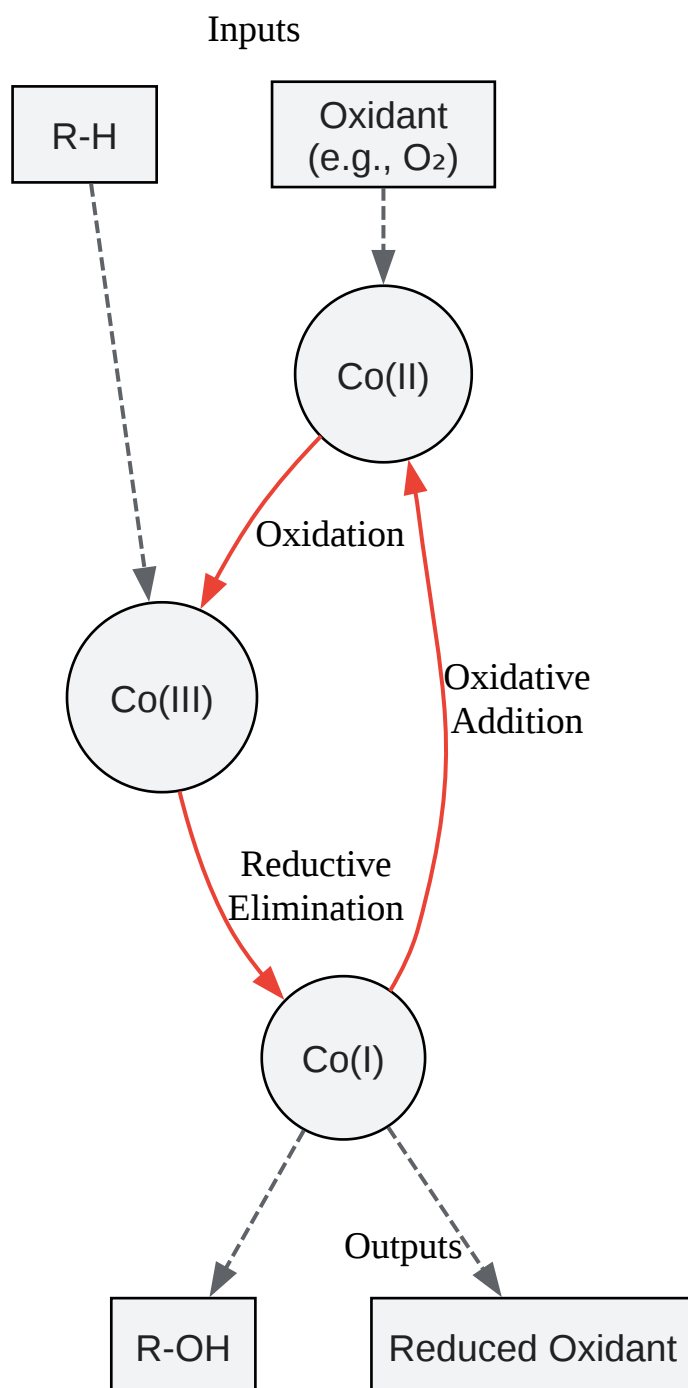 Inputs
R-H
Oxidant
(e.g., O₂)
Co(II)
Oxidation
Oxidative
Addition
Co(III)
Reductive
Elimination
Co(I)
Outputs
R-OH
Reduced Oxidant